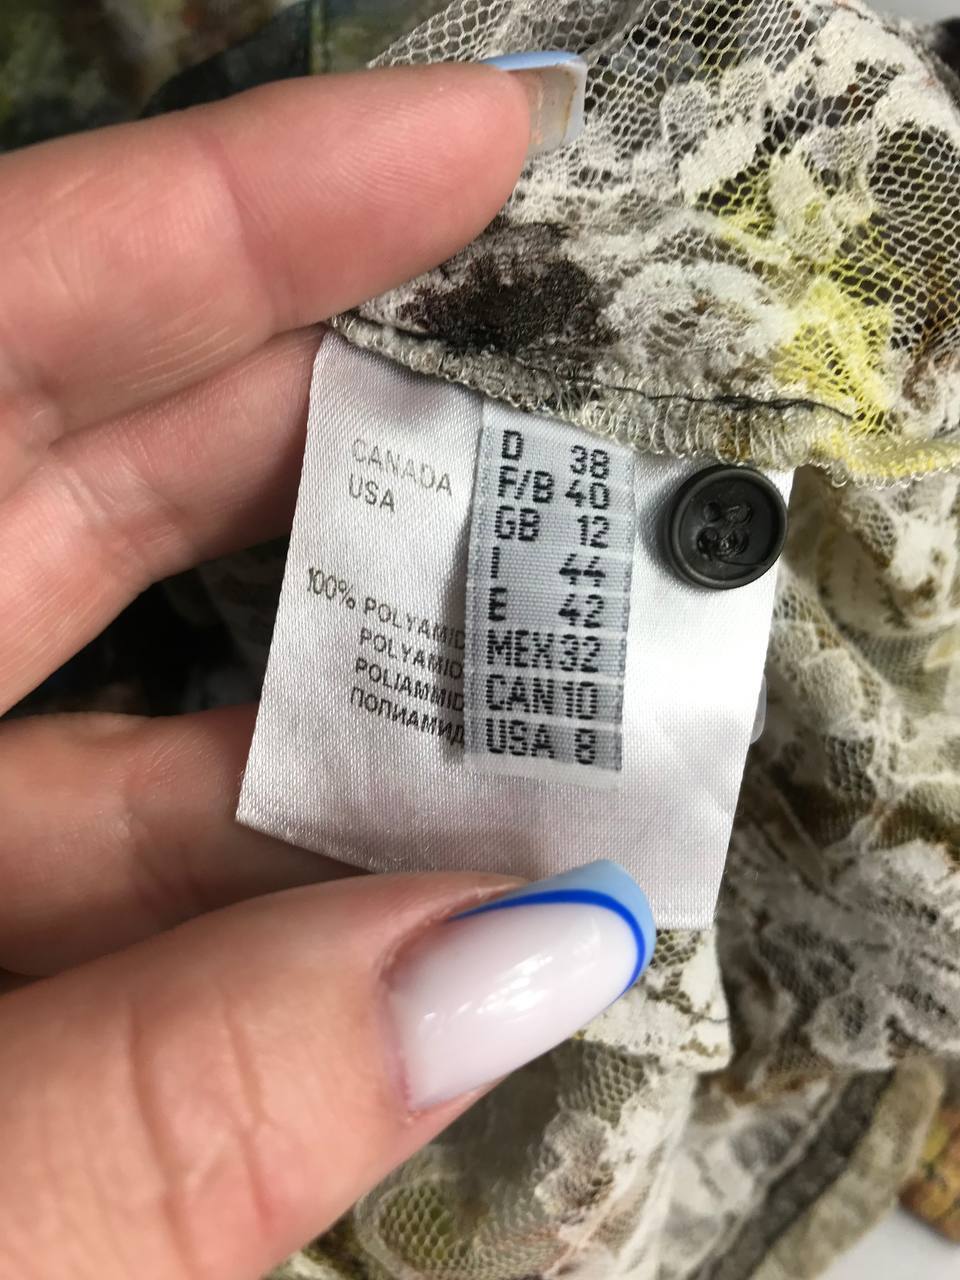 CANADA
USA
100% POLYAMID
POLYAMID
POLIAMMID
ПОЛИАМИД
D 38
F/B 40
GB 12
I 44
E 42
MEX 32
CAN 10
USA 8